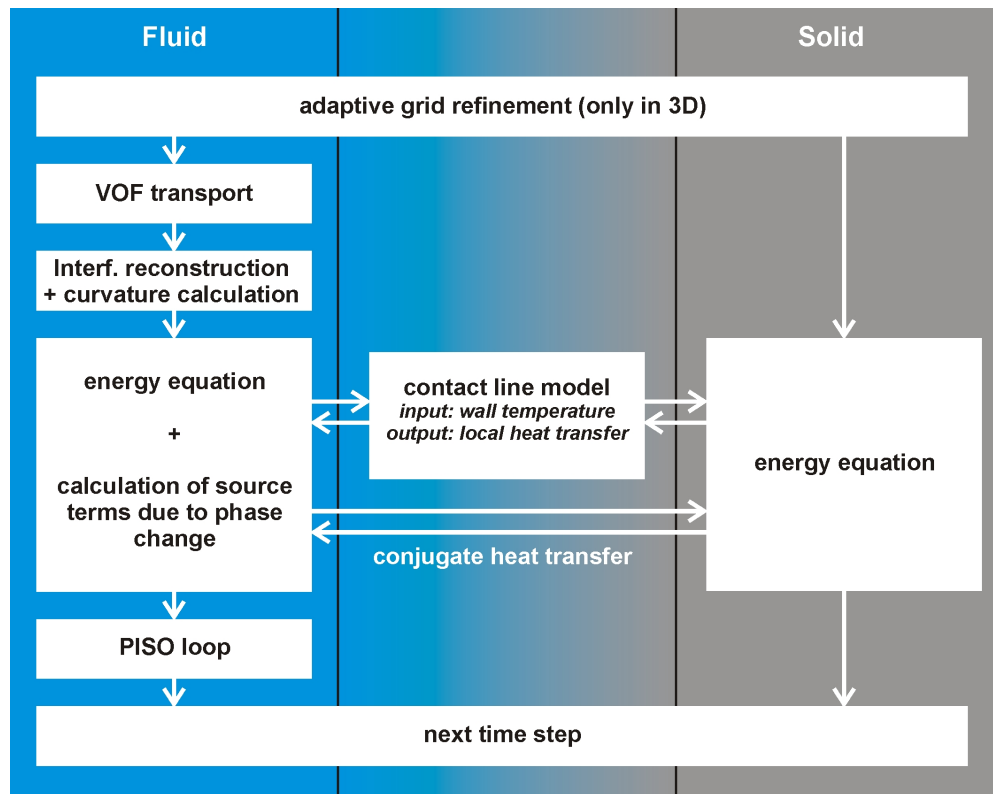 Fluid
Solid
adaptive grid refinement (only in 3D)
VOF transport
Interf. reconstruction
+ curvature calculation
energy equation
+
calculation of source
terms due to phase
change
contact line model
input: wall temperature
output: local heat transfer
energy equation
conjugate heat transfer
PISO loop
next time step